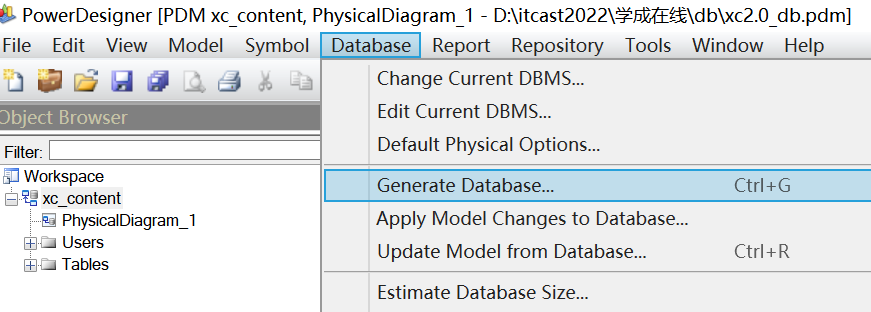 PowerDesigner [PDM xc_content, PhysicalDiagram_1 - D:\itcast2022\学成在线\db\xc2.0_db.pdm]
File Edit View Model Symbol Database Report Repository Tools Window Help
Change Current DBMS...
Edit Current DBMS...
Default Physical Options...
Generate Database... Ctrl+G
Apply Model Changes to Database...
Update Model from Database... Ctrl+R
Estimate Database Size...
Object Browser
Filter:
Workspace
xc_content
PhysicalDiagram_1
Users
Tables